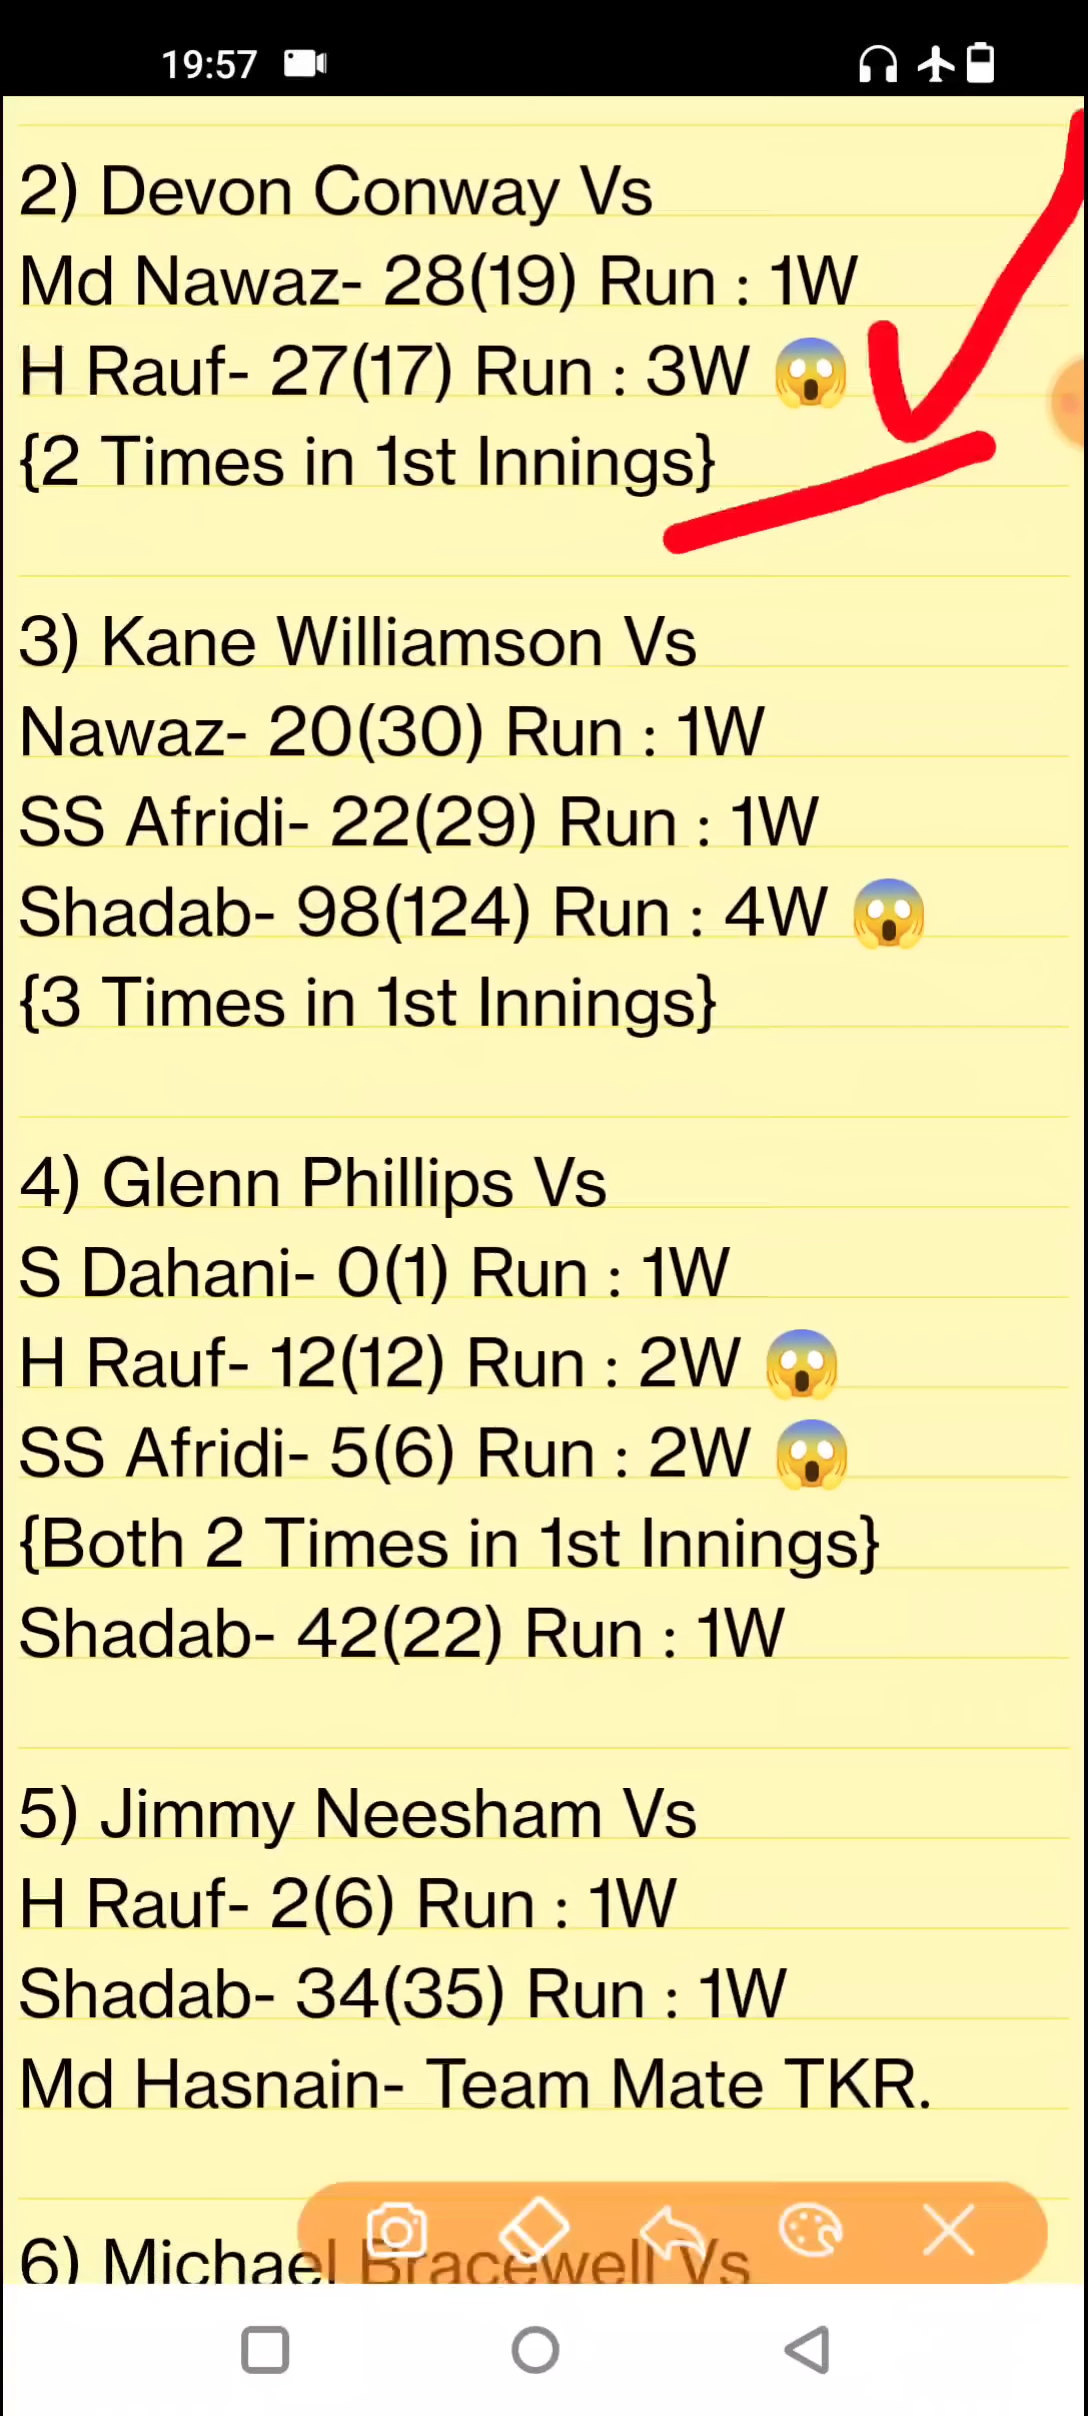 19:57
2) Devon Conway Vs
Md Nawaz- 28(19) Run : 1W
H Rauf- 27(17) Run : 3W 😱
{2 Times in 1st Innings}
3) Kane Williamson Vs
Nawaz- 20(30) Run : 1W
SS Afridi- 22(29) Run : 1W
Shadab- 98(124) Run : 4W 😱
{3 Times in 1st Innings}
4) Glenn Phillips Vs
S Dahani- 0(1) Run : 1W
H Rauf- 12(12) Run : 2W 😱
SS Afridi- 5(6) Run : 2W 😱
{Both 2 Times in 1st Innings}
Shadab- 42(22) Run : 1W
5) Jimmy Neesham Vs
H Rauf- 2(6) Run : 1W
Shadab- 34(35) Run : 1W
Md Hasnain- Team Mate TKR.
6) Michael Bracewell Vs